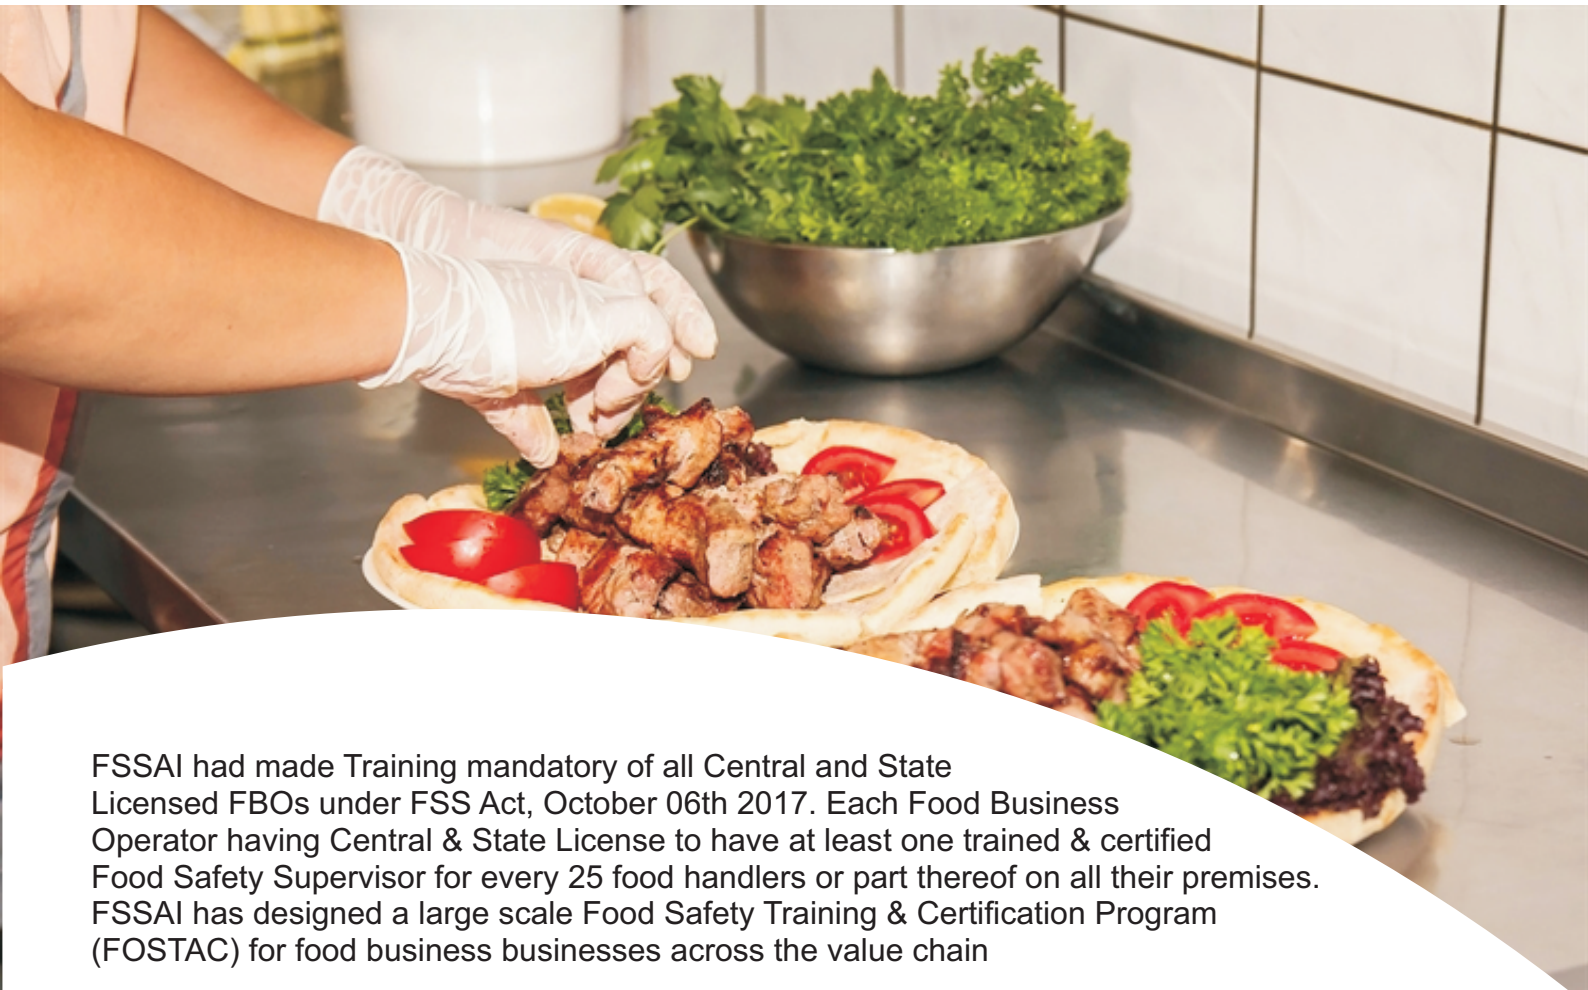 FSSAI had made Training mandatory of all Central and State
Licensed FBOs under FSS Act, October 06th 2017. Each Food Business
Operator having Central & State License to have at least one trained & certified
Food Safety Supervisor for every 25 food handlers or part thereof on all their premises.
FSSAI has designed a large scale Food Safety Training & Certification Program
(FOSTAC) for food business businesses across the value chain